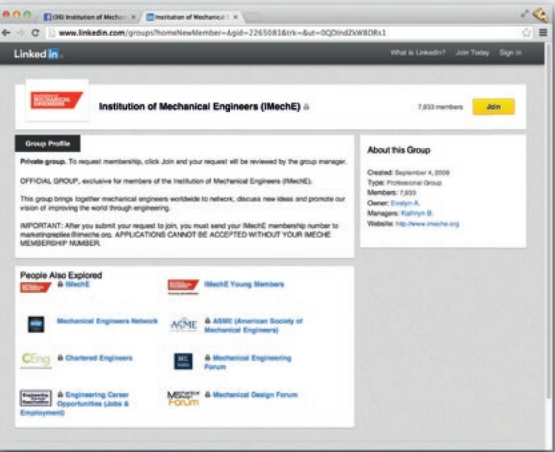 (36) Institution of Mechan
Institution of Mechanical E
www.linkedin.com/groups?homeNewMember=&gid=2265081&trk=&ut=
LinkedIn
What is LinkedIn? Join Today Sign In
Institution of Mechanical Engineers (IMechE)
7,933 members
Join
Group Profile
Private group. To request membership, click Join and your request will be reviewed by the group manager.
OFFICIAL GROUP, exclusive for members of the Institution of Mechanical Engineers (IMechE).
This group brings together mechanical engineers worldwide to network, discuss new ideas and promote our
vision of improving the world through engineering.
IMPORTANT: After you submit your request to join, you must send your IMechE membership number to
marketingreplies@imeche.org. APPLICATIONS CANNOT BE ACCEPTED WITHOUT YOUR IMECHE
MEMBERSHIP NUMBER.
About this Group
Created: September 4, 2009
Type: Professional Group
Members: 7,933
Owner: Evelyn A.
Managers: Kathryn B.
Website: http://www.imeche.org
People Also Explored
IMechE
IMechE Young Members
Mechanical Engineers Network
ASME
ASME (American Society of
Mechanical Engineers)
CEng
Chartered Engineers
Mechanical Engineering
Forum
Engineering Career
Opportunities (Jobs &
Employment)
Mechanical Design Forum